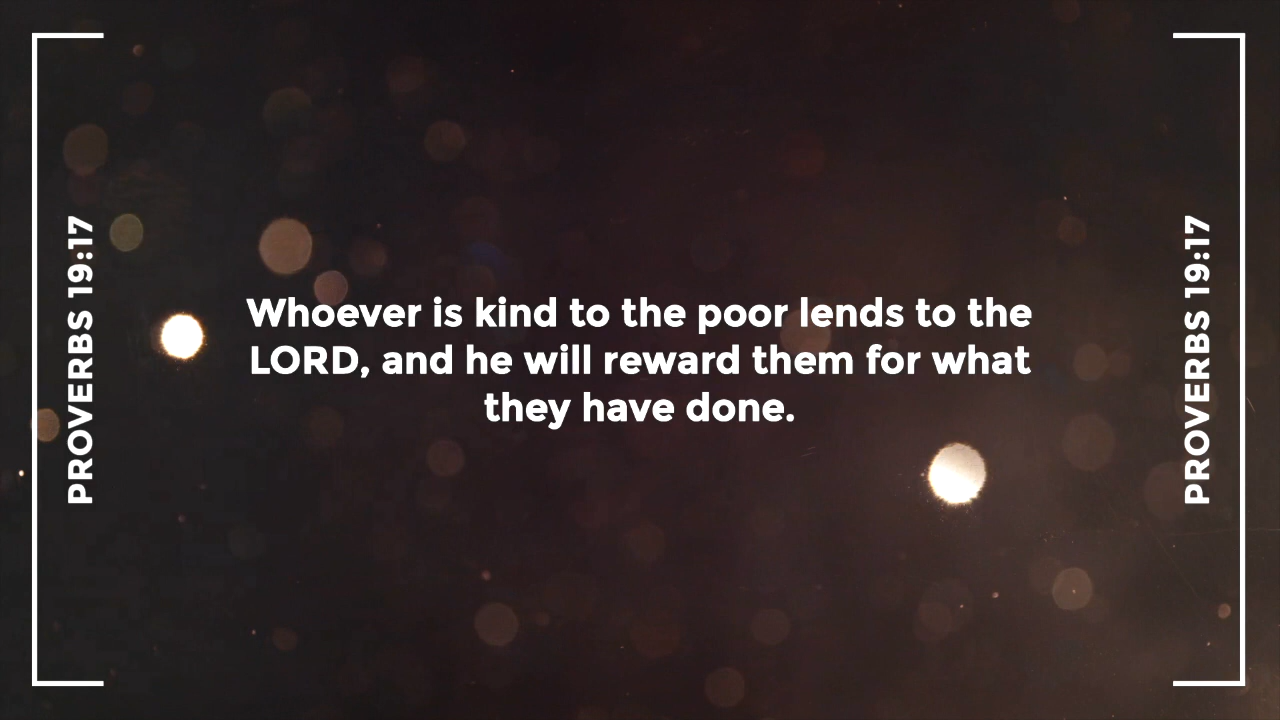 PROVERBS 19:17
Whoever is kind to the poor lends to the
LORD, and he will reward them for what
they have done.
PROVERBS 19:17